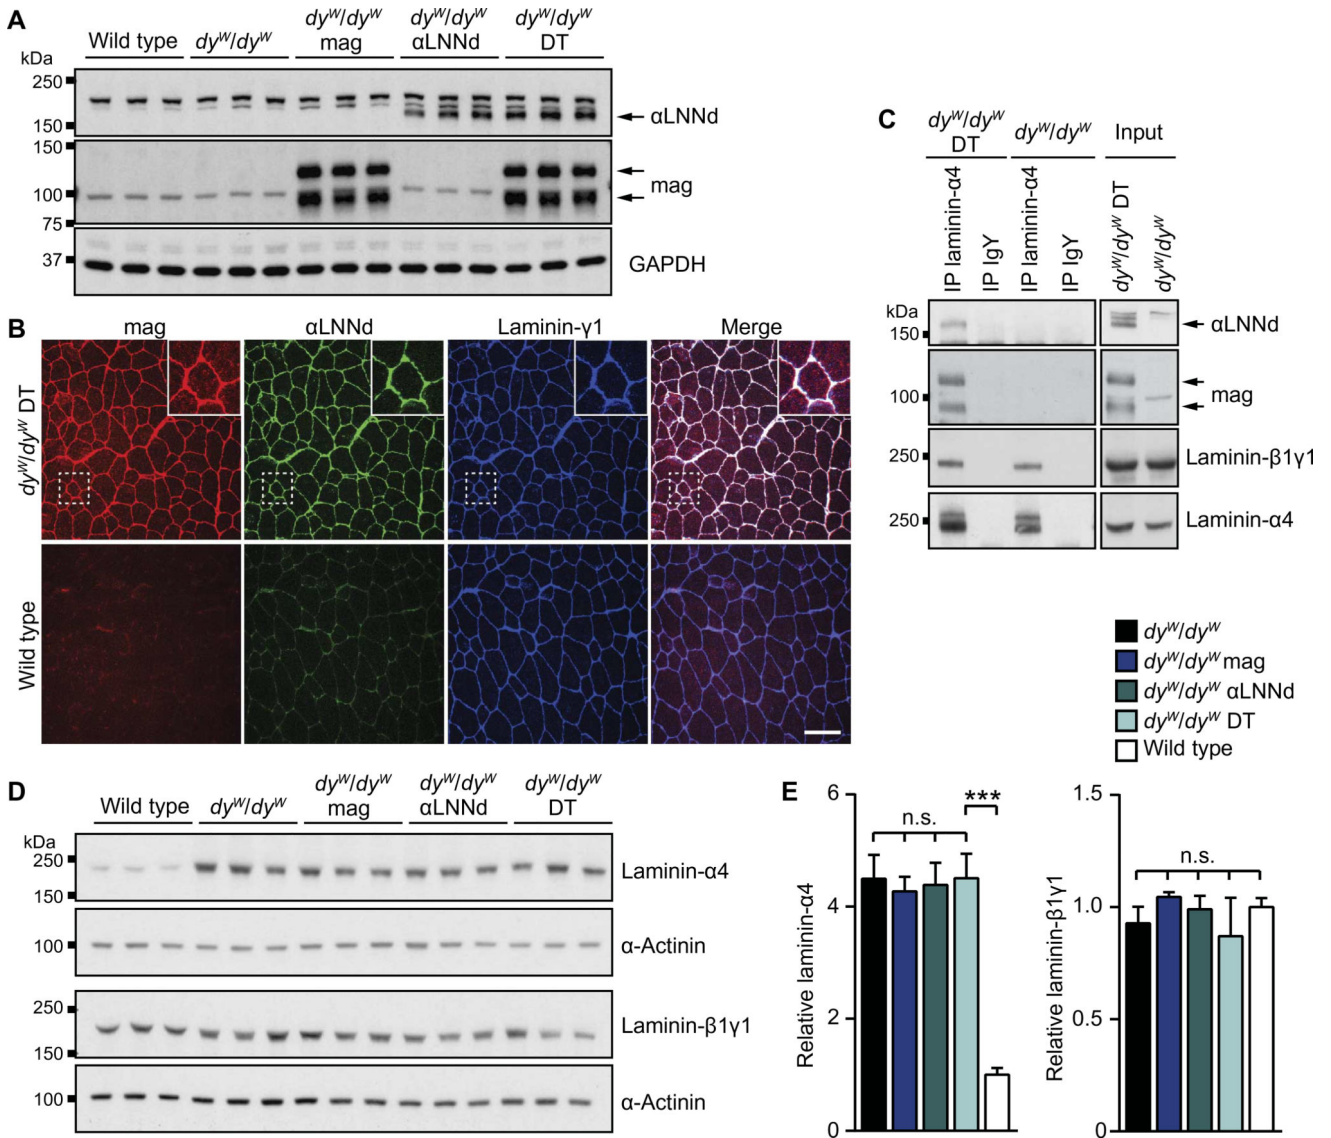 A
Wild type
dyW/dyW
dyW/dyW
mag
dyW/dyW
αLNNd
dyW/dyW
DT
kDa
250
150
αLNNd
150
100
75
mag
37
GAPDH
B
mag
αLNNd
Laminin-γ1
Merge
dyW/dyW DT
Wild type
C
dyW/dyW
DT
dyW/dyW
Input
IP laminin-α4
IP IgY
IP laminin-α4
IP IgY
dyW/dyW DT
dyW/dyW
kDa
150
αLNNd
100
mag
250
Laminin-β1γ1
250
Laminin-α4
dyW/dyW
dyW/dyW mag
dyW/dyW αLNNd
dyW/dyW DT
Wild type
D
Wild type
dyW/dyW
dyW/dyW
mag
dyW/dyW
αLNNd
dyW/dyW
DT
kDa
250
150
Laminin-α4
100
α-Actinin
250
150
Laminin-β1γ1
100
α-Actinin
E
Relative laminin-α4
6
4
2
0
n.s.
***
Relative laminin-β1γ1
1.5
1.0
0.5
0
n.s.